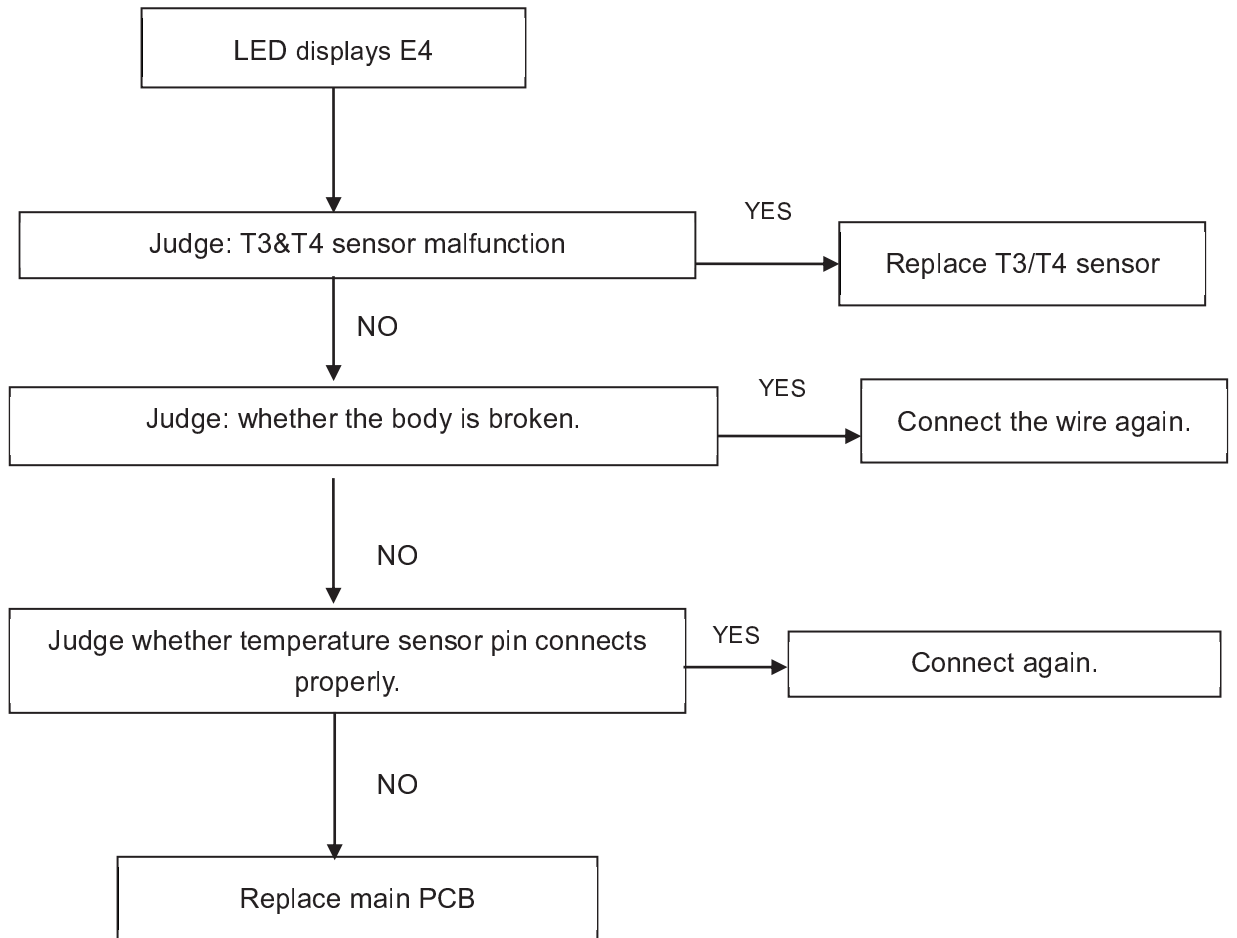 LED displays E4
YES
Judge: T3&T4 sensor malfunction
Replace T3/T4 sensor
NO
YES
Judge: whether the body is broken.
Connect the wire again.
NO
YES
Judge whether temperature sensor pin connects
properly.
Connect again.
NO
Replace main PCB